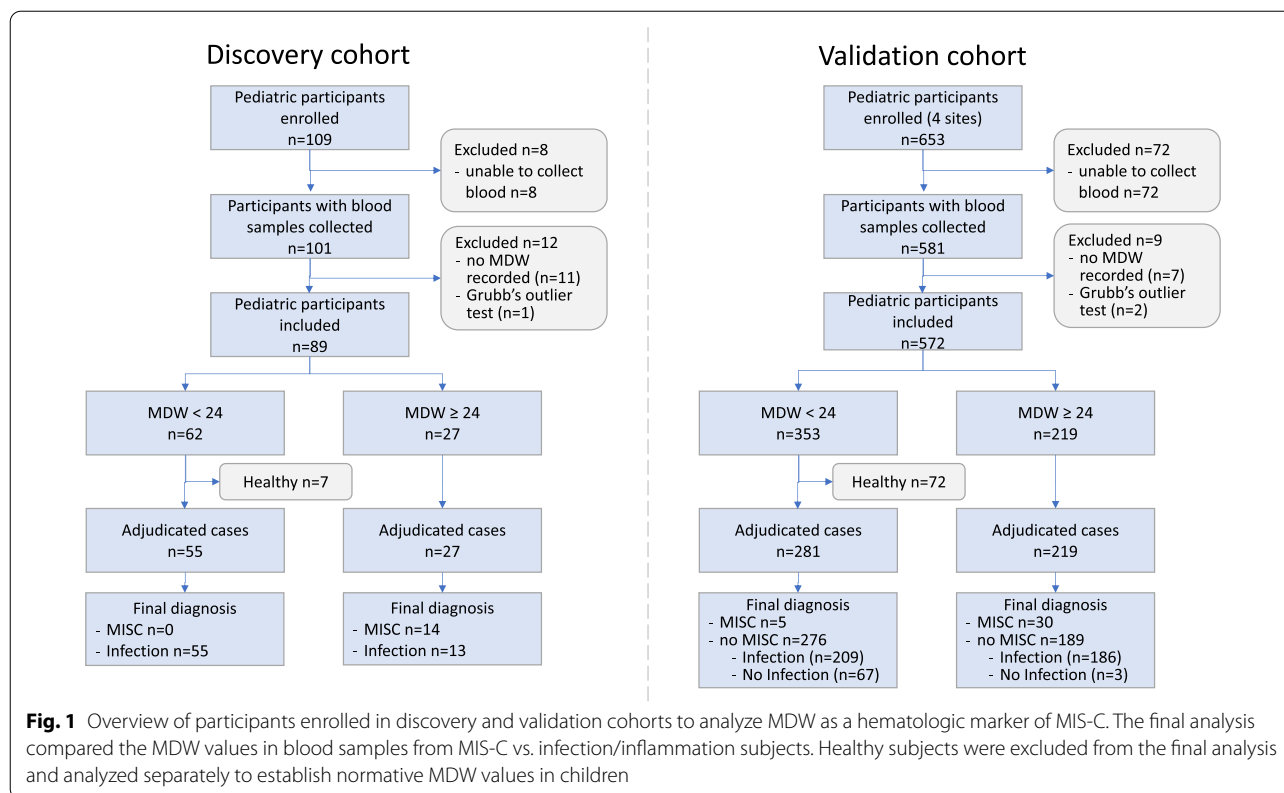 Discovery cohort
Pediatric participants
enrolled
n=109
Excluded n=8
- unable to collect
blood n=8
Participants with blood
samples collected
n=101
Excluded n=12
- no MDW
recorded (n=11)
- Grubb’s outlier
test (n=1)
Pediatric participants
included
n=89
MDW < 24
n=62
MDW ≥ 24
n=27
Healthy n=7
Adjudicated cases
n=55
Adjudicated cases
n=27
Final diagnosis
- MISC n=0
- Infection n=55
Final diagnosis
- MISC n=14
- Infection n=13
Validation cohort
Pediatric participants
enrolled (4 sites)
n=653
Excluded n=72
- unable to collect
blood n=72
Participants with blood
samples collected
n=581
Excluded n=9
- no MDW
recorded (n=7)
- Grubb’s outlier
test (n=2)
Pediatric participants
included
n=572
MDW < 24
n=353
MDW ≥ 24
n=219
Healthy n=72
Adjudicated cases
n=281
Adjudicated cases
n=219
Final diagnosis
- MISC n=5
- no MISC n=276
- Infection (n=209)
- No Infection (n=67)
Final diagnosis
- MISC n=30
- no MISC n=189
- Infection (n=186)
- No Infection (n=3)
Fig. 1 Overview of participants enrolled in discovery and validation cohorts to analyze MDW as a hematologic marker of MIS-C. The final analysis
compared the MDW values in blood samples from MIS-C vs. infection/inflammation subjects. Healthy subjects were excluded from the final analysis
and analyzed separately to establish normative MDW values in children